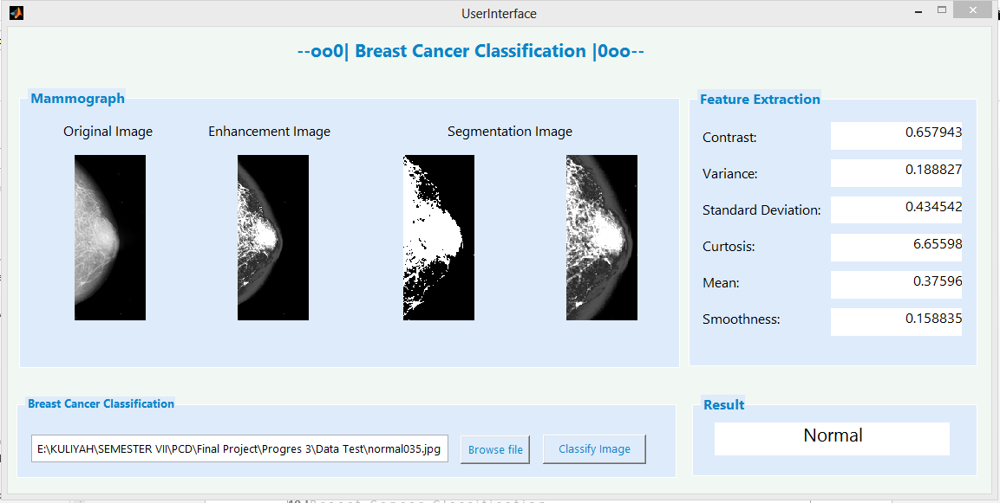 UserInterface
--oo0| Breast Cancer Classification |0oo--
Mammograph
Original Image
Enhancement Image
Segmentation Image
Feature Extraction
Contrast: 0.657943
Variance: 0.188827
Standard Deviation: 0.434542
Curtosis: 6.65598
Mean: 0.37596
Smoothness: 0.158835
Breast Cancer Classification
E:\KULIYAH\SEMESTER VII\PCD\Final Project\Progres 3\Data Test\normal035.jpg
Browse file
Classify Image
Result
Normal